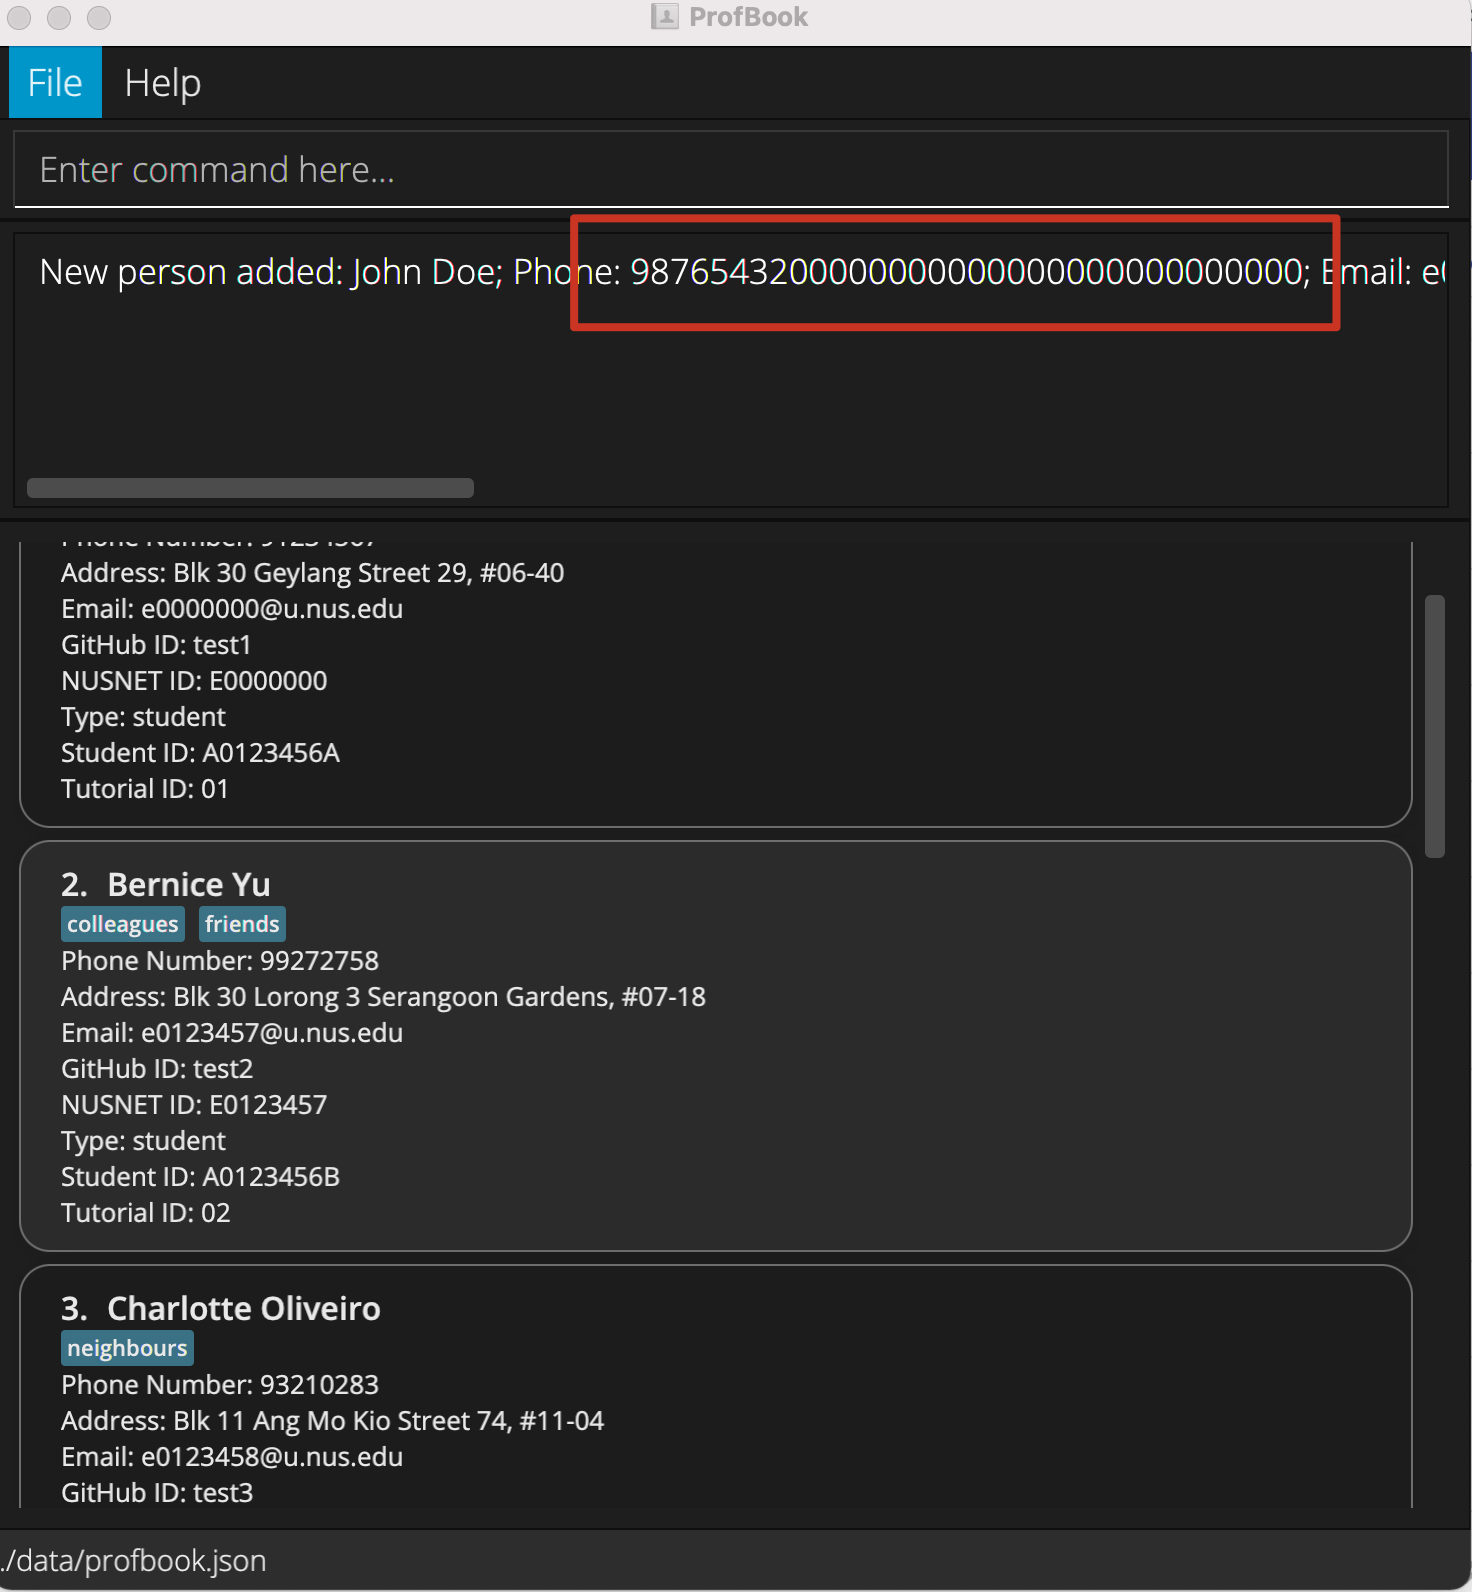 ProfBook
File Help
Enter command here...
New person added: John Doe; Phone: 9876543200000000000000000000000000; Email: e0
Address: Blk 30 Geylang Street 29, #06-40
Email: e0000000@u.nus.edu
GitHub ID: test1
NUSNET ID: E0000000
Type: student
Student ID: A0123456A
Tutorial ID: 01
2. Bernice Yu
colleagues friends
Phone Number: 99272758
Address: Blk 30 Lorong 3 Serangoon Gardens, #07-18
Email: e0123457@u.nus.edu
GitHub ID: test2
NUSNET ID: E0123457
Type: student
Student ID: A0123456B
Tutorial ID: 02
3. Charlotte Oliveiro
neighbours
Phone Number: 93210283
Address: Blk 11 Ang Mo Kio Street 74, #11-04
Email: e0123458@u.nus.edu
GitHub ID: test3
./data/profbook.json